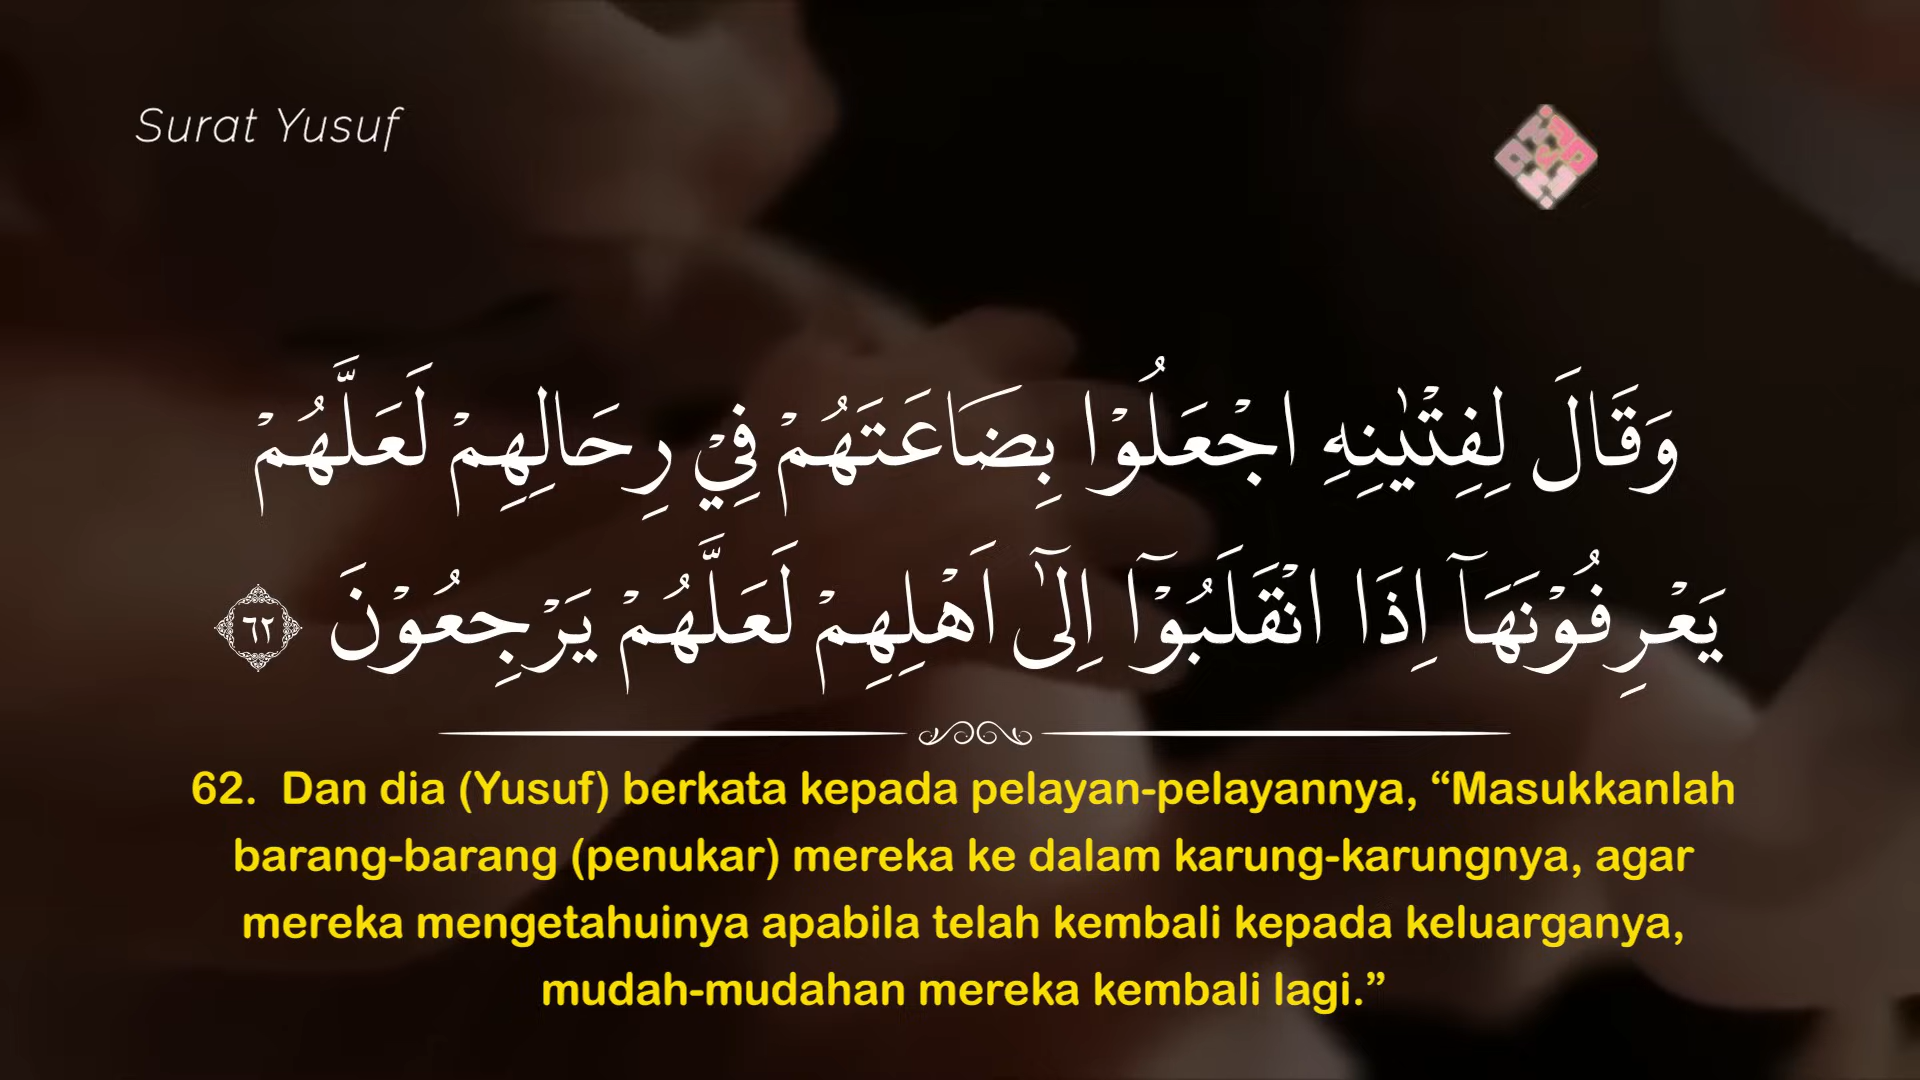 Surat Yusuf
وَقَالَ لِفِتْيٰنِهِ اجْعَلُوْا بِضَاعَتَهُمْ فِيْ رِحَالِهِمْ لَعَلَّهُمْ
يَعْرِفُوْنَهَآ اِذَا انْقَلَبُوْٓا اِلٰٓى اَهْلِهِمْ لَعَلَّهُمْ يَرْجِعُوْنَ ٦٢
62. Dan dia (Yusuf) berkata kepada pelayan-pelayannya, “Masukkanlah
barang-barang (penukar) mereka ke dalam karung-karungnya, agar
mereka mengetahuinya apabila telah kembali kepada keluarganya,
mudah-mudahan mereka kembali lagi.”